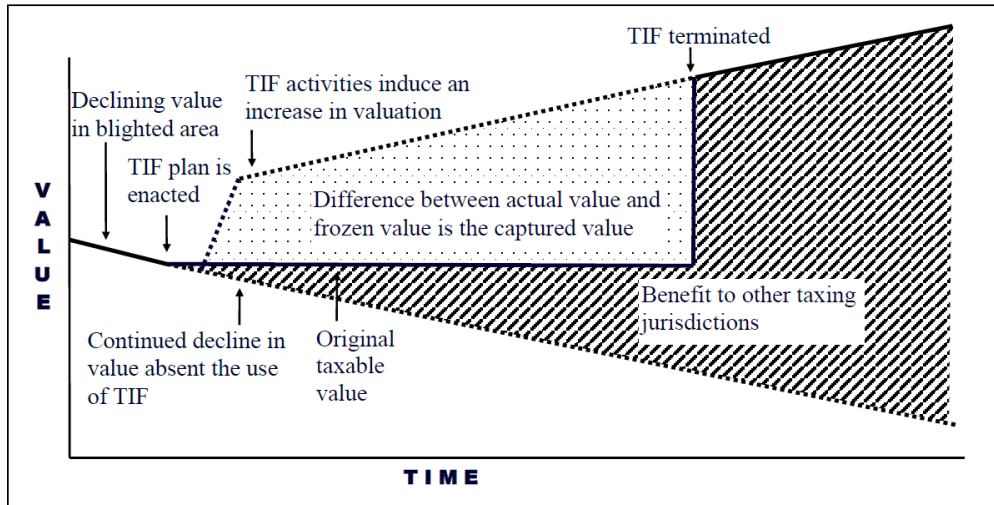 TIF terminated
TIF activities induce an
increase in valuation
Declining value
in blighted area
TIF plan is
enacted
VALUE
Difference between actual value and
frozen value is the captured value
Benefit to other taxing
jurisdictions
Continued decline in
value absent the use
of TIF
Original
taxable
value
TIME